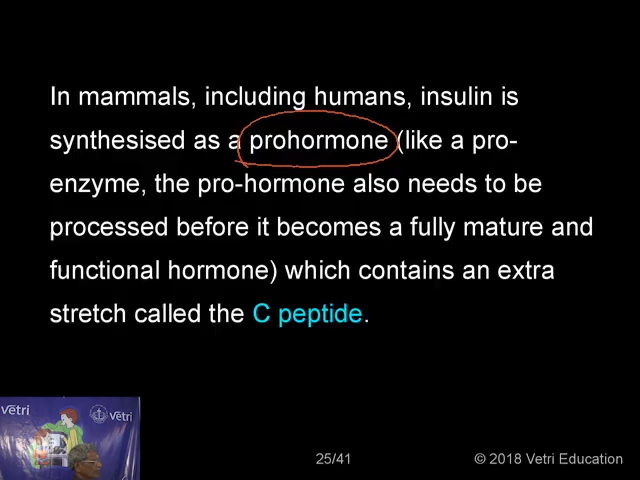 In mammals, including humans, insulin is
synthesised as a prohormone (like a pro-
enzyme, the pro-hormone also needs to be
processed before it becomes a fully mature and
functional hormone) which contains an extra
stretch called the C peptide.
Vetri
Vetri
25/41
© 2018 Vetri Education